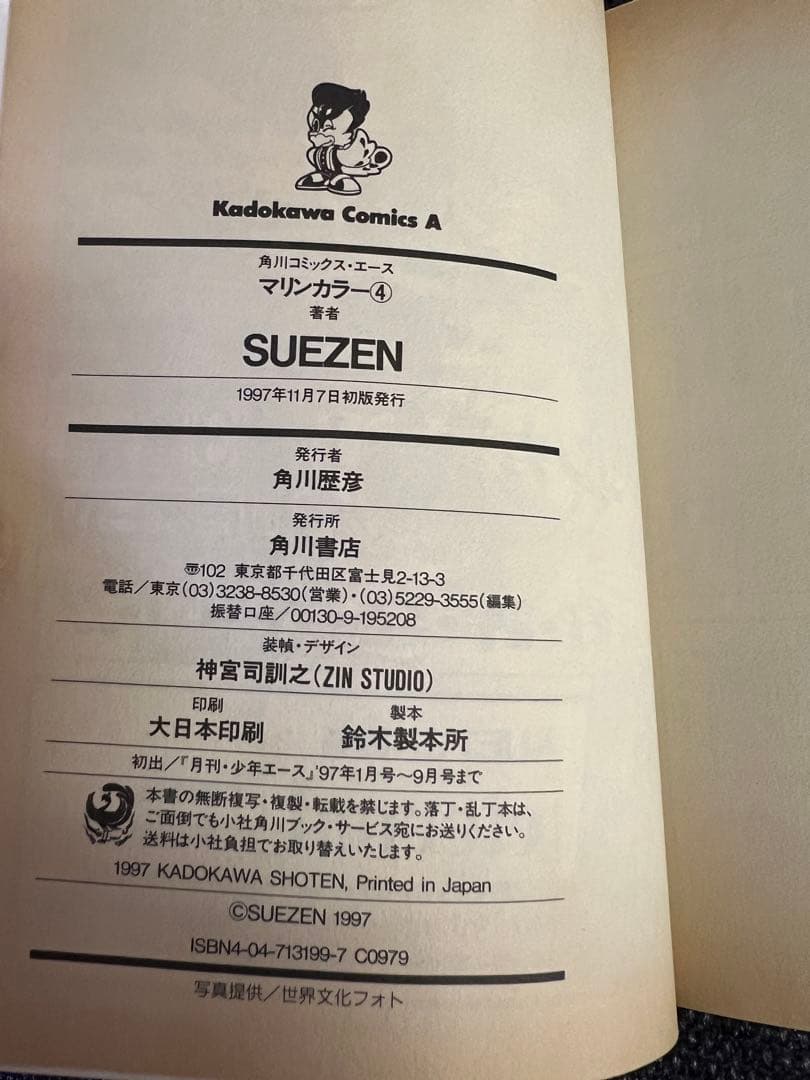 Kadokawa Comics A
角川コミックス・エース
マリンカラー④
著者
SUEZEN
1997年11月7日初版発行
発行者
角川歴彦
発行所
角川書店
〠102 東京都千代田区富士見2-13-3
電話／東京(03)3238-8530(営業)・(03)5229-3555(編集)
振替口座／00130-9-195208
装幀・デザイン
神宮司訓之(ZIN STUDIO)
印刷
大日本印刷
製本
鈴木製本所
初出／『月刊・少年エース』'97年1月号〜9月号まで
本書の無断複写・複製・転載を禁じます。落丁・乱丁本は、
ご面倒でも小社角川ブック・サービス宛にお送りください。
送料は小社負担でお取り替えいたします。
1997 KADOKAWA SHOTEN, Printed in Japan
©SUEZEN 1997
ISBN4-04-713199-7 C0979
写真提供／世界文化フォト